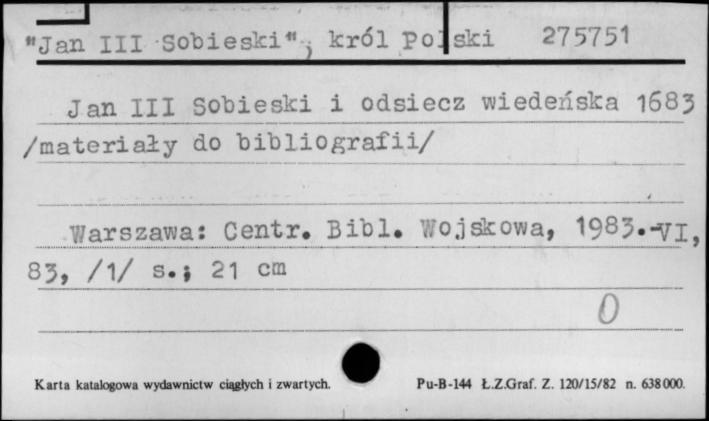 "Jan III Sobieski", król Polski 275751
Jan III Sobieski i odsiecz wiedeńska 1683
/materiały do bibliografii/
Warszawa: Centr. Bibl. Wojskowa, 1983.-VI,
83, /1/ s.; 21 cm
0
Karta katalogowa wydawnictw ciągłych i zwartych. Pu-B-144 Ł.Z.Graf. Z. 120/15/82 n. 638000.